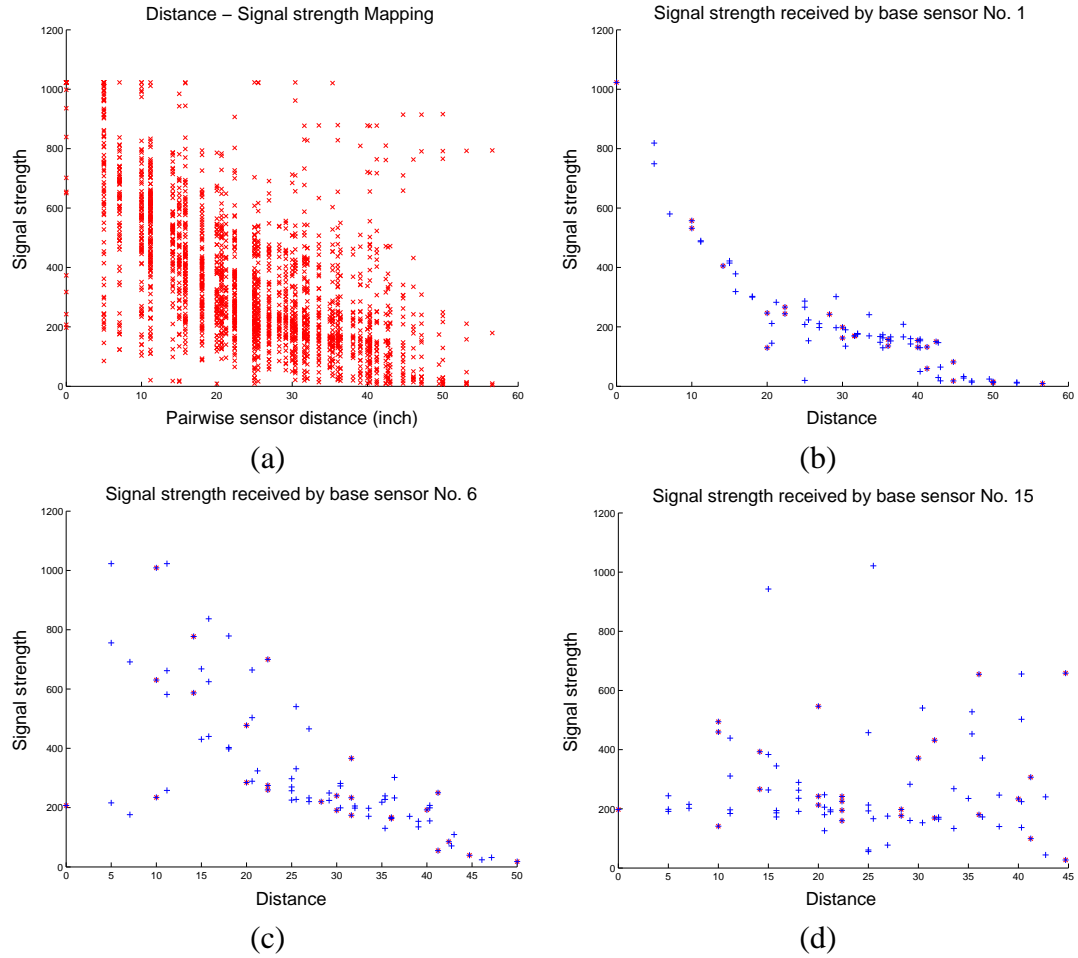 Distance – Signal strength Mapping
1200
1000
800
600
400
200
0
Signal strength
0 10 20 30 40 50 60
Pairwise sensor distance (inch)
(a)
Signal strength received by base sensor No. 1
1200
1000
800
600
400
200
0
Signal strength
0 10 20 30 40 50 60
Distance
(b)
Signal strength received by base sensor No. 6
1200
1000
800
600
400
200
0
Signal strength
0 5 10 15 20 25 30 35 40 45 50
Distance
(c)
Signal strength received by base sensor No. 15
1200
1000
800
600
400
200
0
Signal strength
0 5 10 15 20 25 30 35 40 45
Distance
(d)